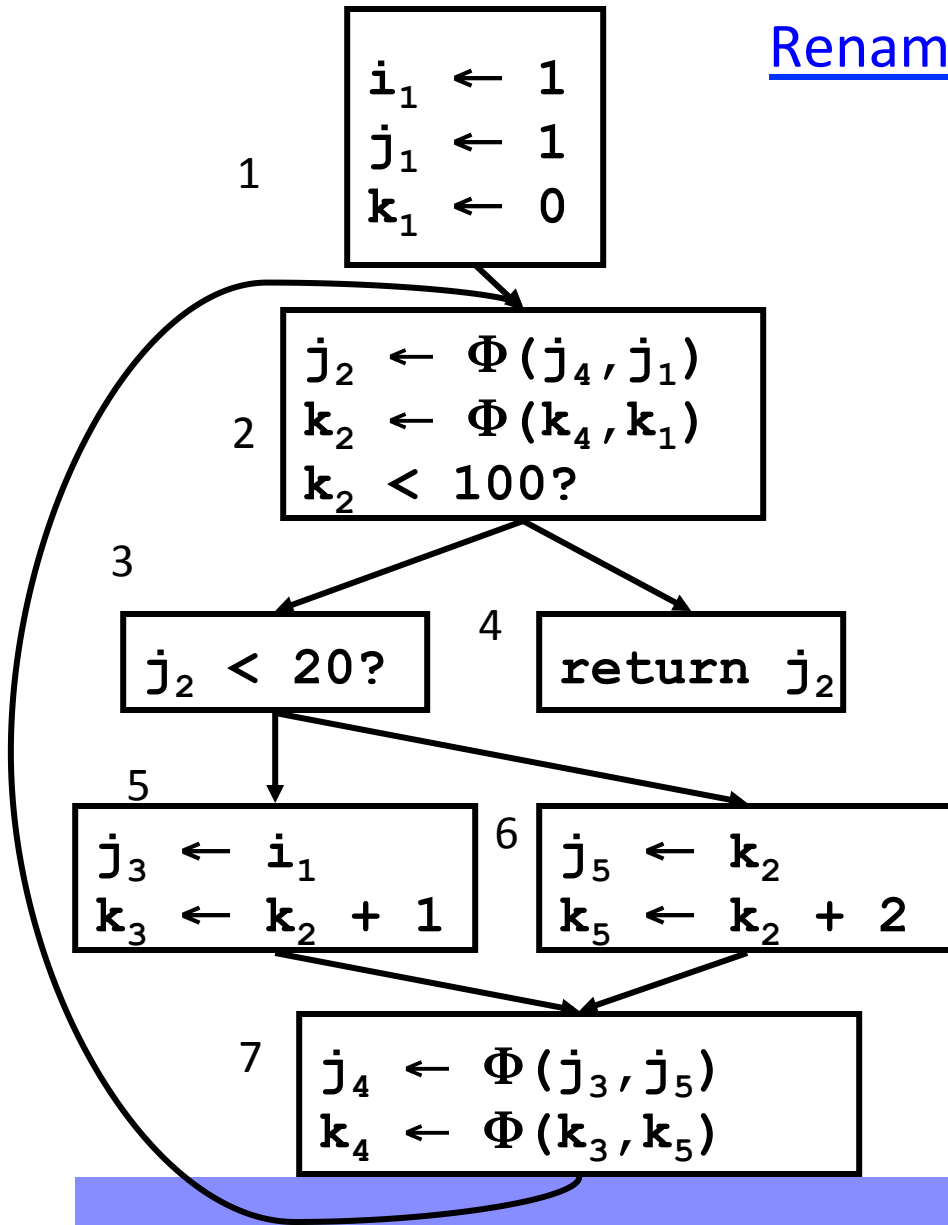 Renam
1
i₁ ← 1
j₁ ← 1
k₁ ← 0
2
j₂ ← Φ(j₄,j₁)
k₂ ← Φ(k₄,k₁)
k₂ < 100?
3
j₂ < 20?
4
return j₂
5
j₃ ← i₁
k₃ ← k₂ + 1
6
j₅ ← k₂
k₅ ← k₂ + 2
7
j₄ ← Φ(j₃,j₅)
k₄ ← Φ(k₃,k₅)